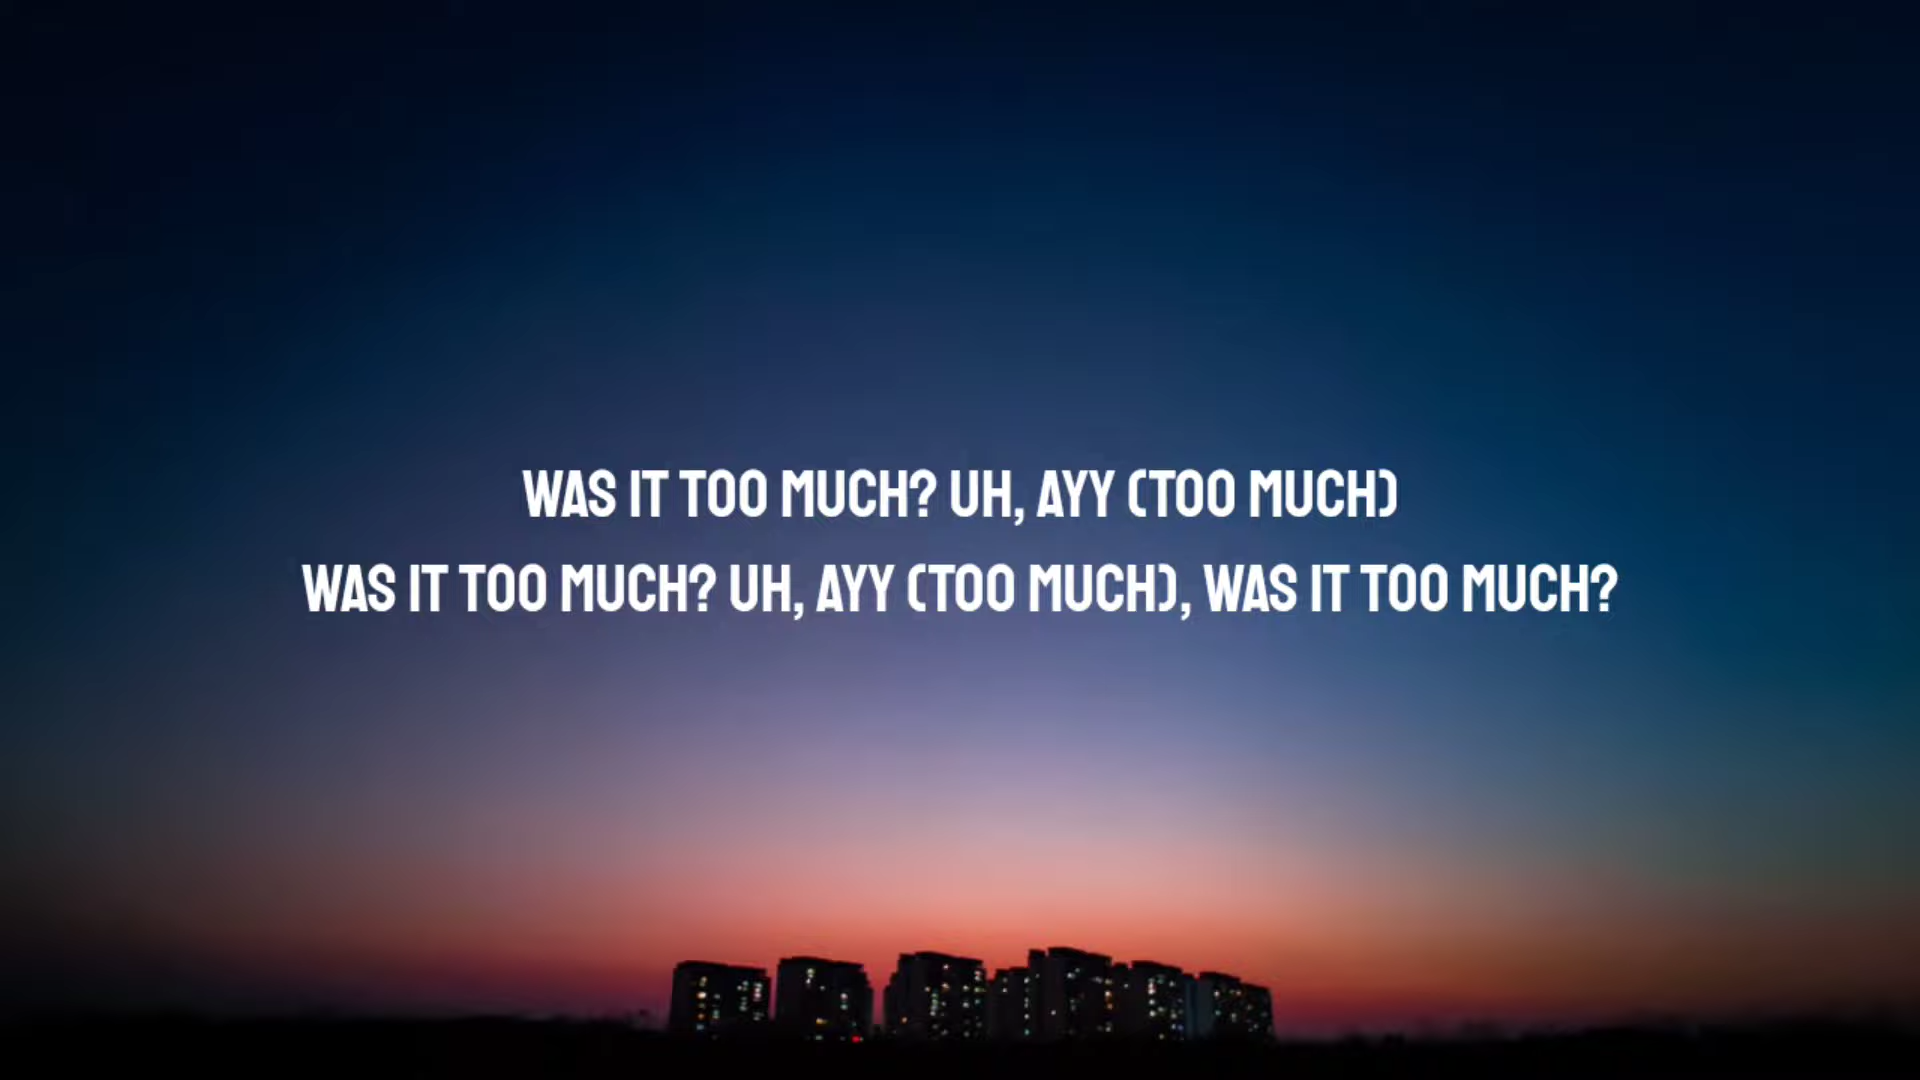 WAS IT TOO MUCH? UH, AYY (TOO MUCH)
WAS IT TOO MUCH? UH, AYY (TOO MUCH), WAS IT TOO MUCH?